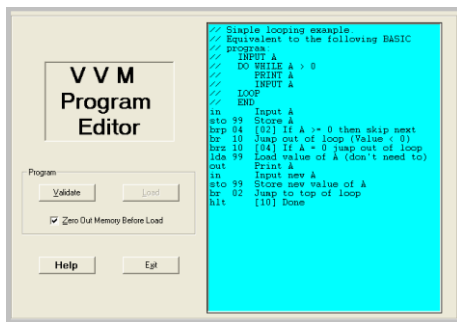 V V M
Program
Editor
Program
Validate
Load
Zero Out Memory Before Load
Help
Exit
// Simple looping example.
// Equivalent to the following BASIC
// program:
// INPUT A
// DO WHILE A > 0
// PRINT A
// INPUT A
// LOOP
// END
in Input A
sto 99 Store A
brp 04 [02] If A >= 0 then skip next
br 10 Jump out of loop (Value < 0)
brz 10 [04] If A = 0 jump out of loop
lda 99 Load value of A (don't need to)
out Print A
in Input new A
sto 99 Store new value of A
br 02 Jump to top of loop
hlt [10] Done